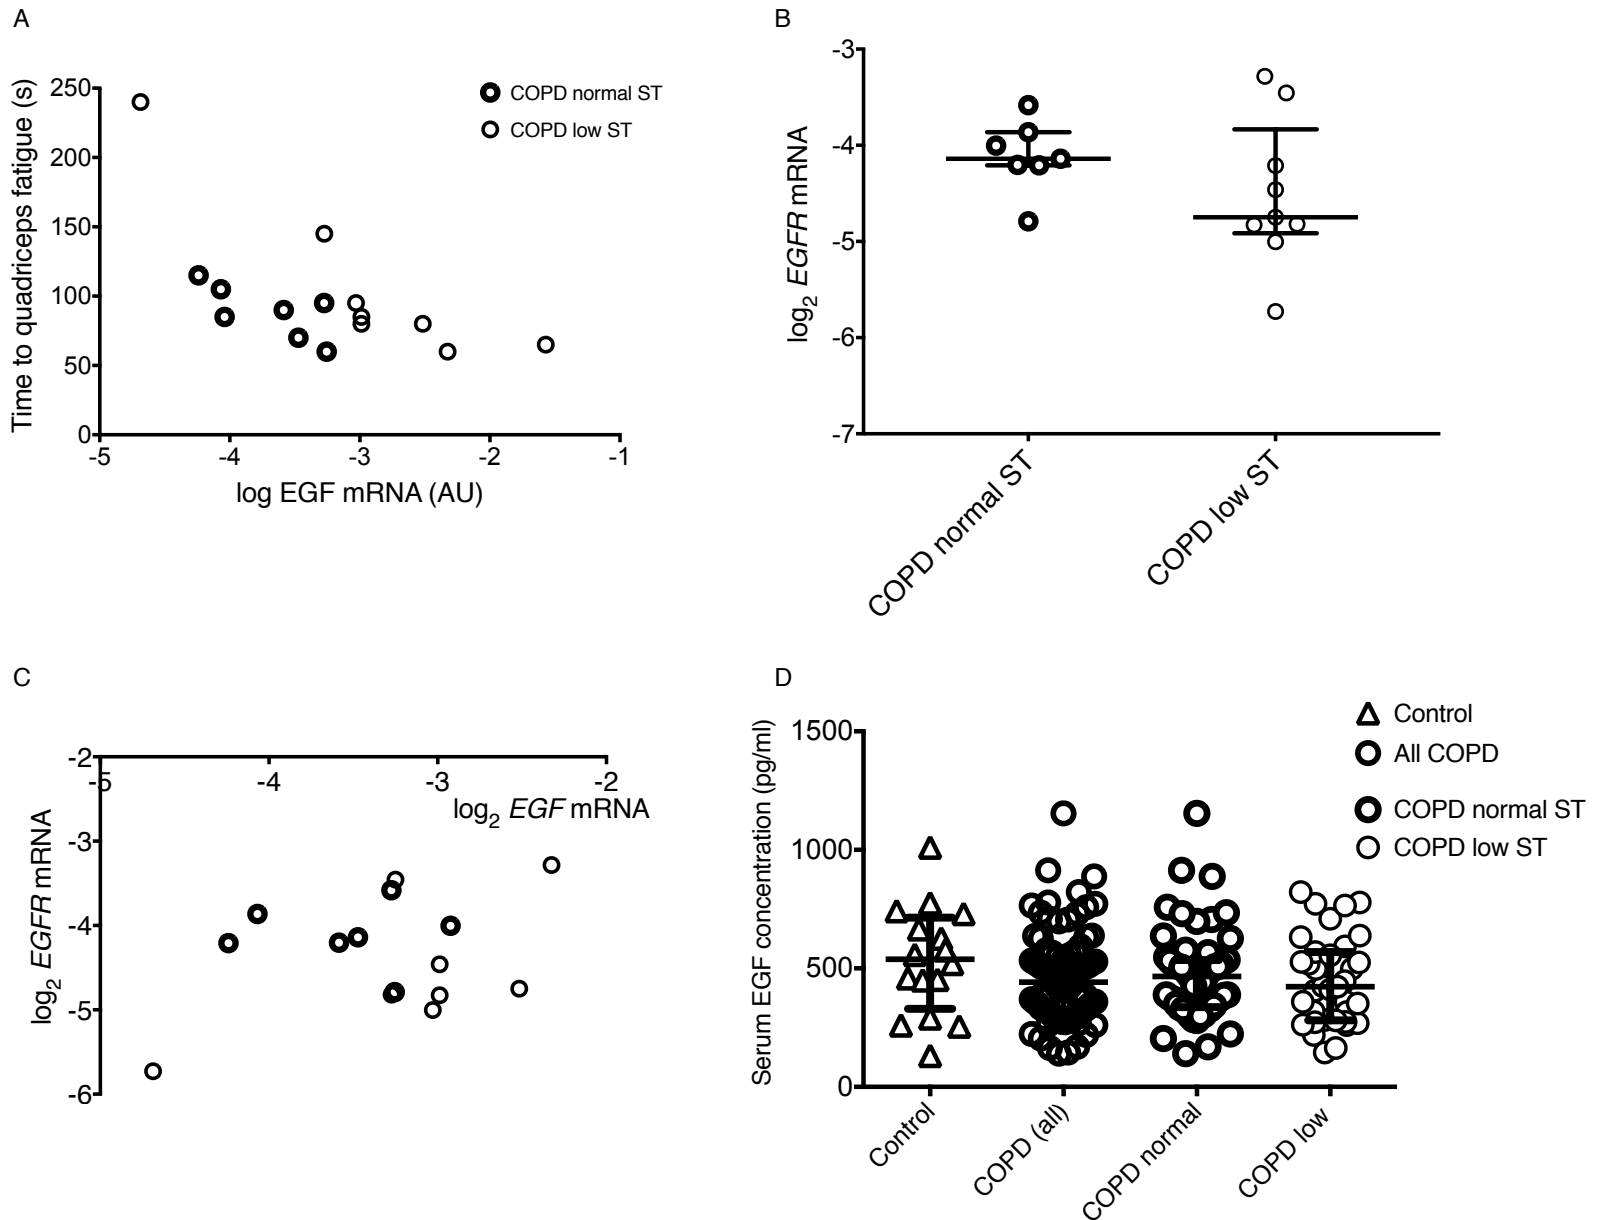 A
Time to quadriceps fatigue (s)
250
200
150
100
50
0
-5 -4 -3 -2 -1
log EGF mRNA (AU)
COPD normal ST
COPD low ST
B
log2 EGFR mRNA
-3
-4
-5
-6
-7
COPD normal ST
COPD low ST
C
log2 EGFR mRNA
-2
-3
-4
-5
-6
-5 -4 -3 -2
log2 EGF mRNA
D
Serum EGF concentration (pg/ml)
1500
1000
500
0
Control
COPD (all)
COPD normal
COPD low
Control
All COPD
COPD normal ST
COPD low ST